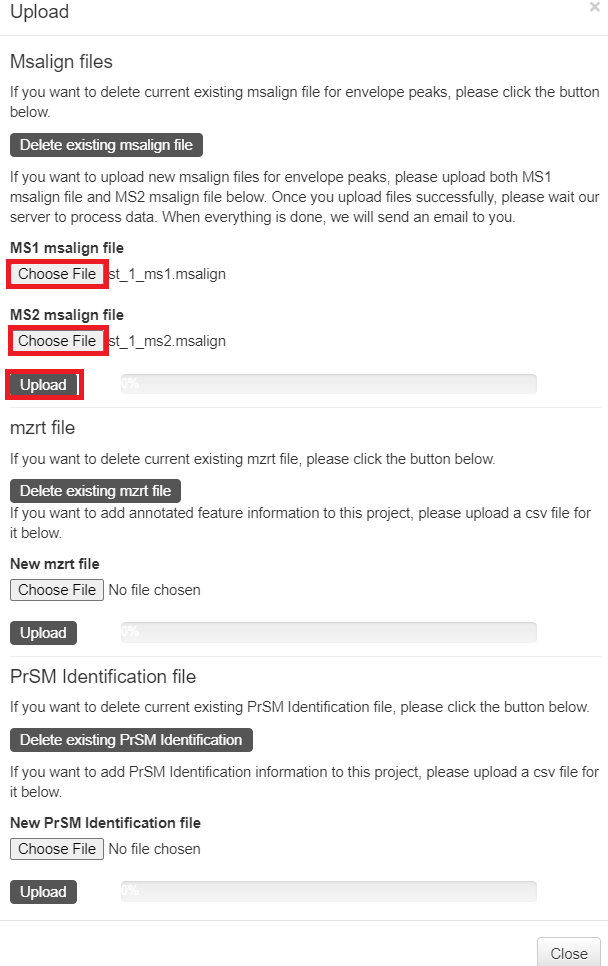 Upload
×
Msalign files
If you want to delete current existing msalign file for envelope peaks, please click the button
below.
Delete existing msalign file
If you want to upload new msalign files for envelope peaks, please upload both MS1
msalign file and MS2 msalign file below. Once you upload files successfully, please wait our
server to process data. When everything is done, we will send an email to you.
MS1 msalign file
Choose File st_1_ms1.msalign
MS2 msalign file
Choose File st_1_ms2.msalign
Upload 0%
mzrt file
If you want to delete current existing mzrt file, please click the button below.
Delete existing mzrt file
If you want to add annotated feature information to this project, please upload a csv file for
it below.
New mzrt file
Choose File No file chosen
Upload 0%
PrSM Identification file
If you want to delete current existing PrSM Identification file, please click the button below.
Delete existing PrSM Identification
If you want to add PrSM Identification information to this project, please upload a csv file for
it below.
New PrSM Identification file
Choose File No file chosen
Upload 0%
Close